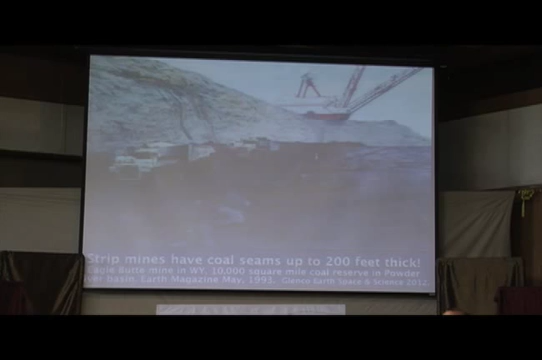 Strip mines have coal seams up to 200 feet thick!
Eagle Butte mine in WY. 10,000 square mile coal reserve in Powder
River basin. Earth Magazine May, 1993. Glenco Earth Space & Science 2012.